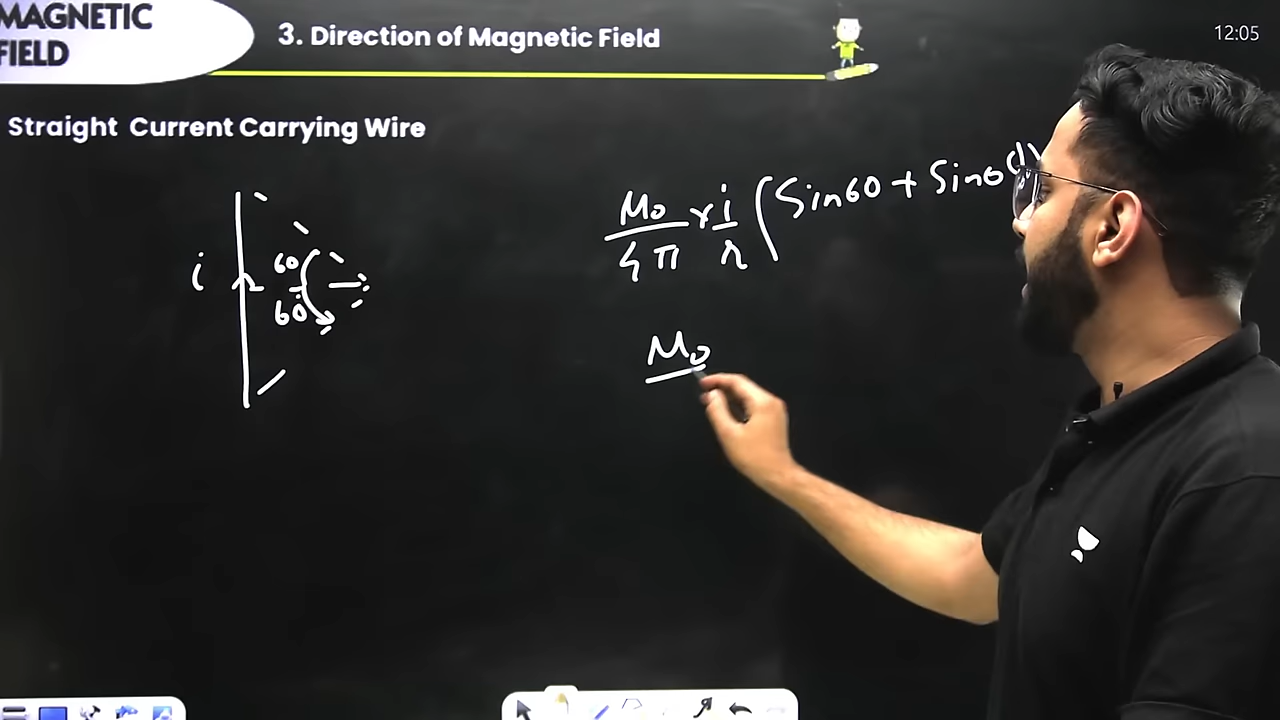 MAGNETIC
FIELD
3. Direction of Magnetic Field
12:05
Straight Current Carrying Wire
i
60
60
μ₀/4π × i/r (Sin60 + Sin60)
μ₀